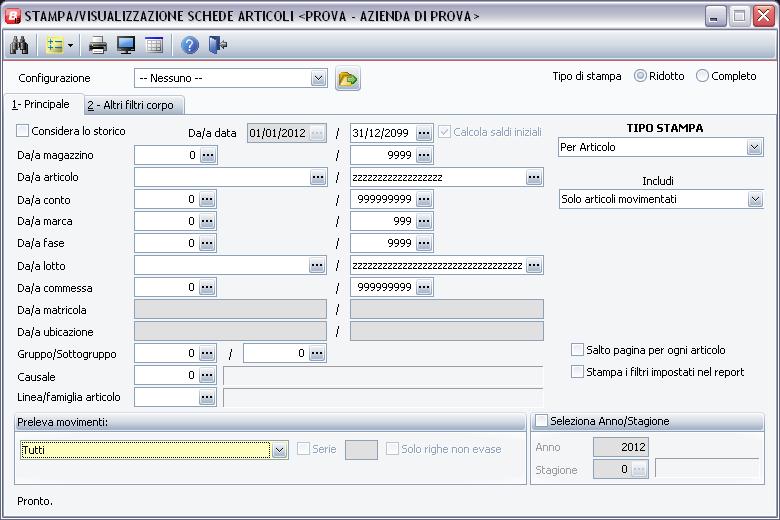 STAMPA/VISUALIZZAZIONE SCHEDE ARTICOLI <PROVA - AZIENDA DI PROVA>
Configurazione -- Nessuno -- Tipo di stampa Ridotto Completo
1- Principale 2 - Altri filtri corpo
Considera lo storico Da/a data 01/01/2012 ... / 31/12/2099 ... Calcola saldi iniziali TIPO STAMPA
Da/a magazzino 0 ... / 9999 ... Per Articolo
Da/a articolo ... / zzzzzzzzzzzzzzzzzz ... Includi
Da/a conto 0 ... / 999999999 ... Solo articoli movimentati
Da/a marca 0 ... / 999 ...
Da/a fase 0 ... / 9999 ...
Da/a lotto ... / zzzzzzzzzzzzzzzzzzzzzzzzzzzzzzzzzz ...
Da/a commessa 0 ... / 999999999 ...
Da/a matricola /
Da/a ubicazione /
Gruppo/Sottogruppo 0 ... / 0 ... Salto pagina per ogni articolo
Causale 0 ... Stampa i filtri impostati nel report
Linea/famiglia articolo ...
Preleva movimenti: Seleziona Anno/Stagione
Tutti Serie Solo righe non evase Anno 2012
Stagione 0 ...
Pronto.